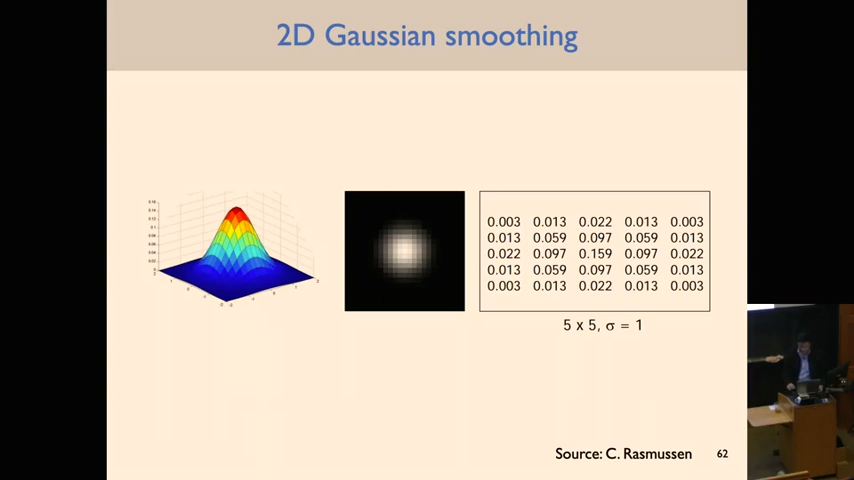 2D Gaussian smoothing
0.003 0.013 0.022 0.013 0.003
0.013 0.059 0.097 0.059 0.013
0.022 0.097 0.159 0.097 0.022
0.013 0.059 0.097 0.059 0.013
0.003 0.013 0.022 0.013 0.003
5 x 5, σ = 1
Source: C. Rasmussen
62